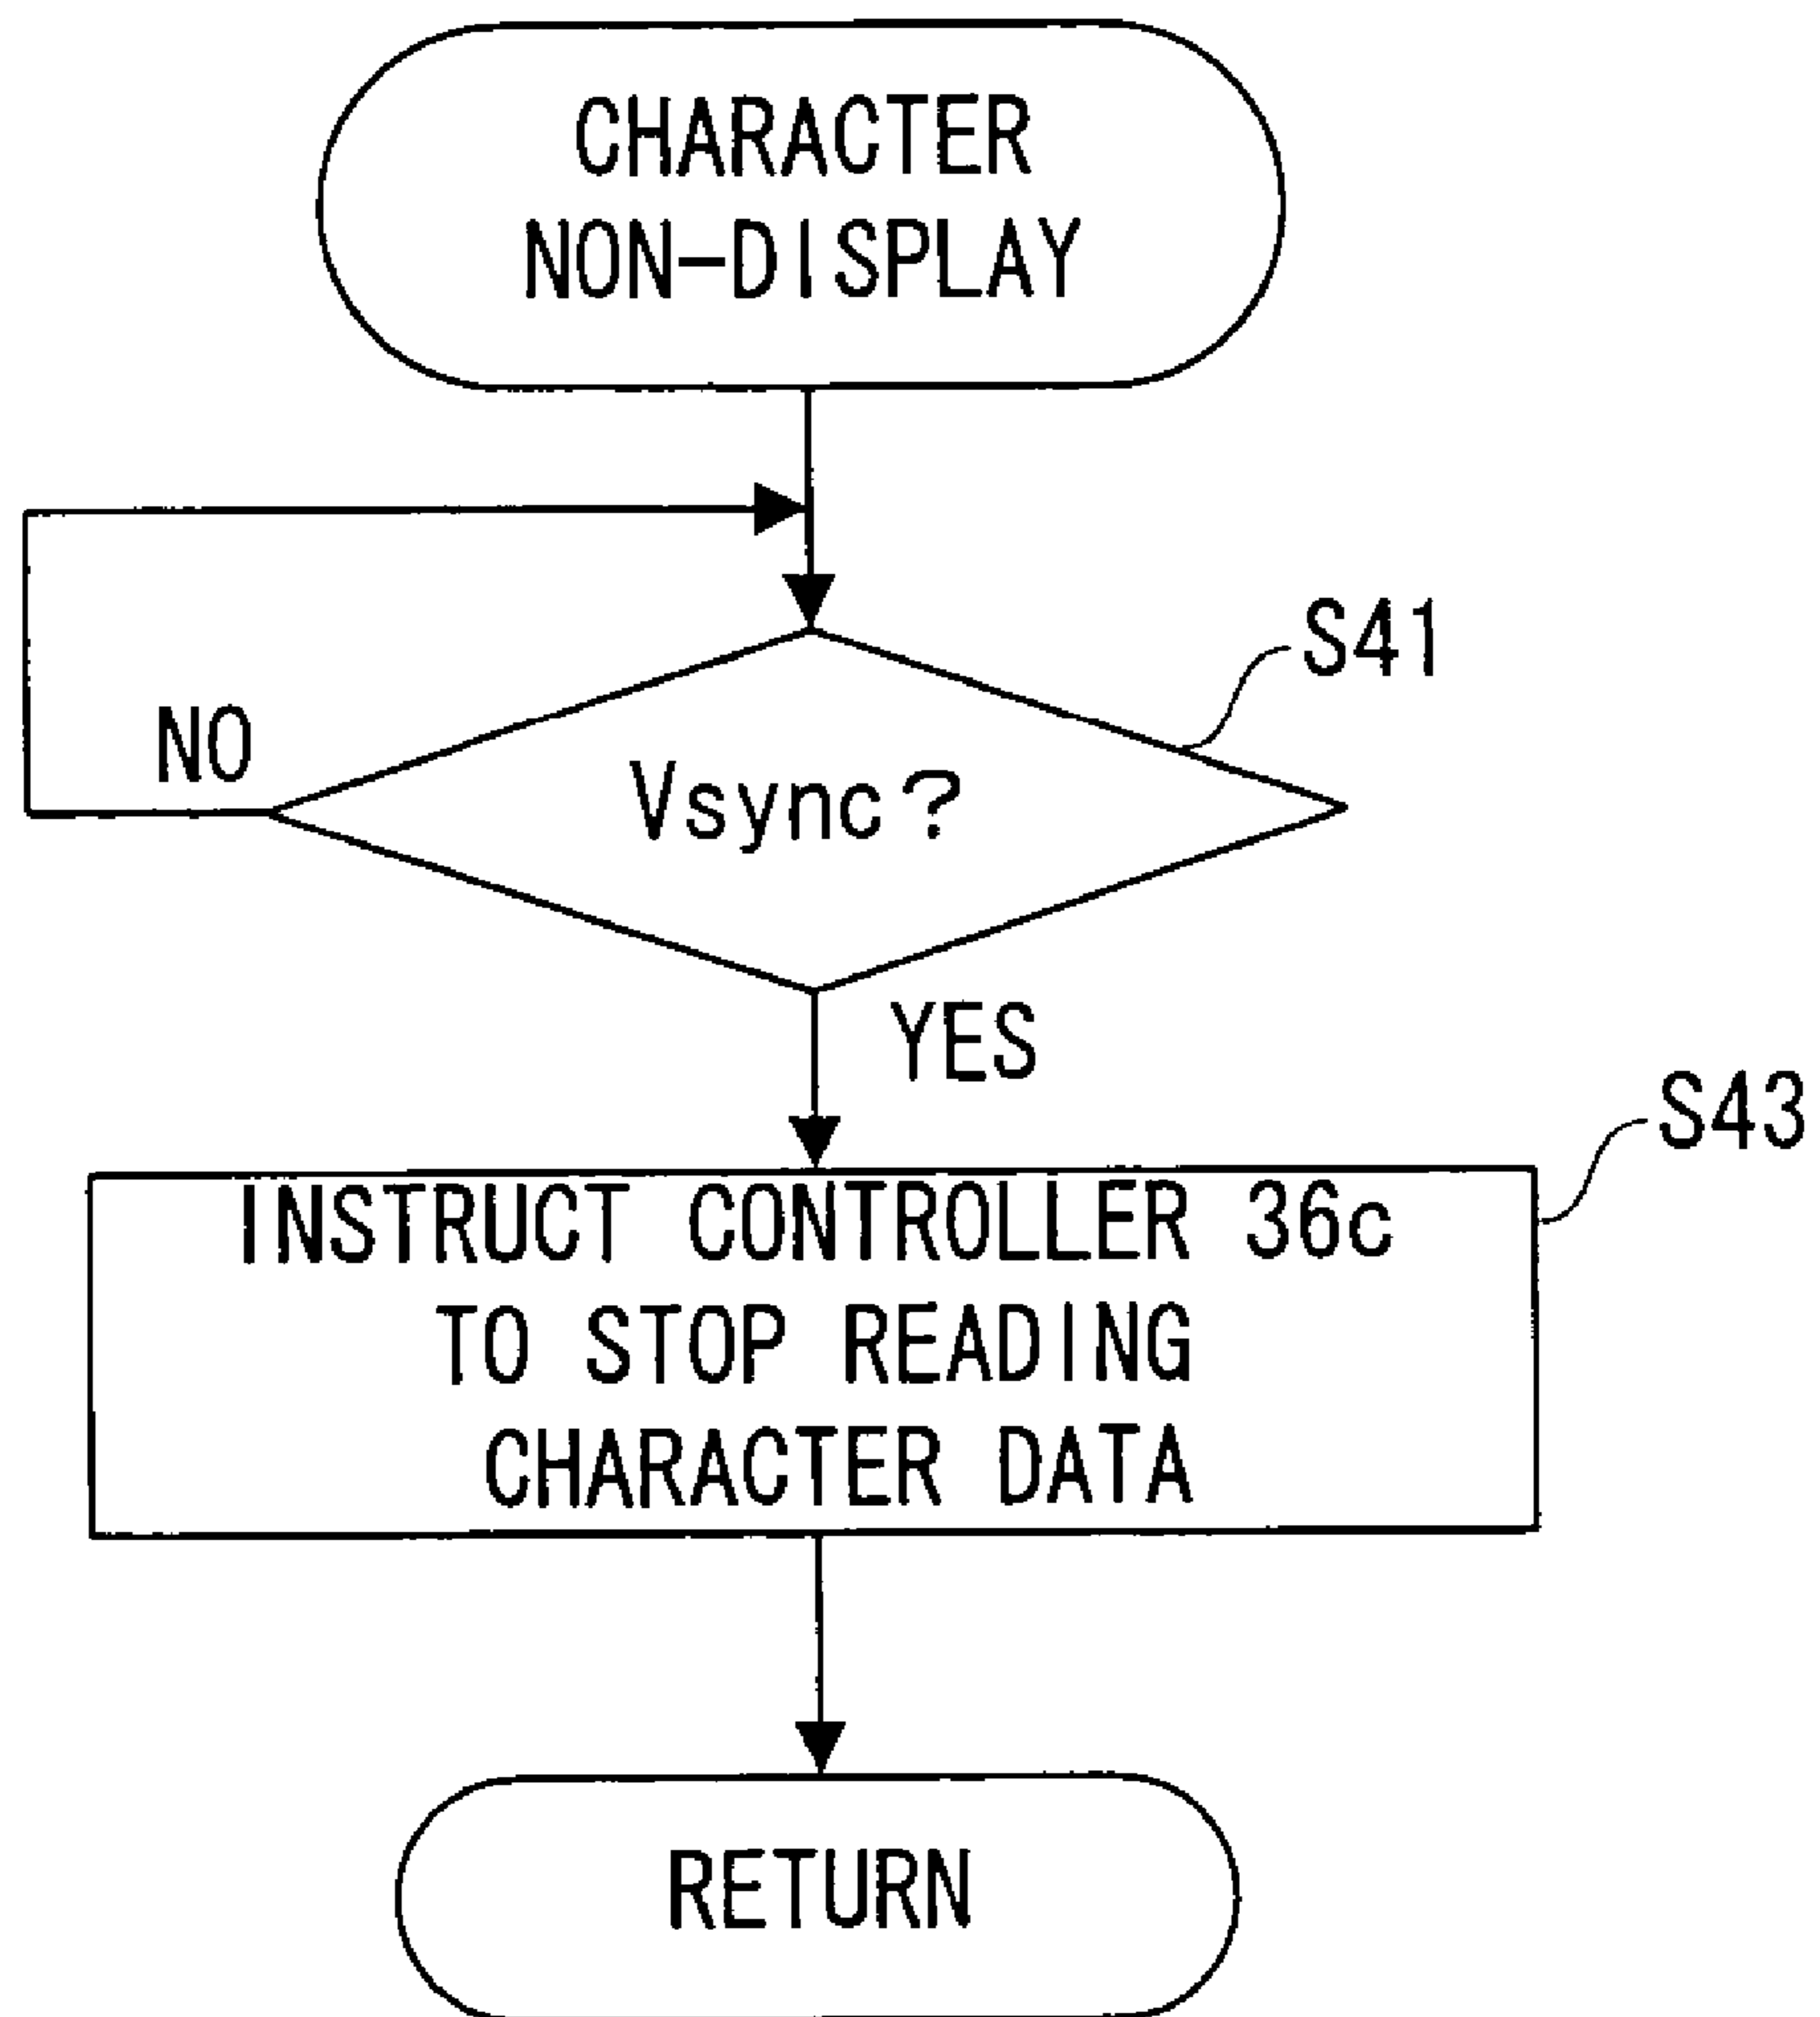 CHARACTER
NON-DISPLAY
S41
NO
Vsync?
YES
S43
INSTRUCT CONTROLLER 36c
TO STOP READING
CHARACTER DATA
RETURN